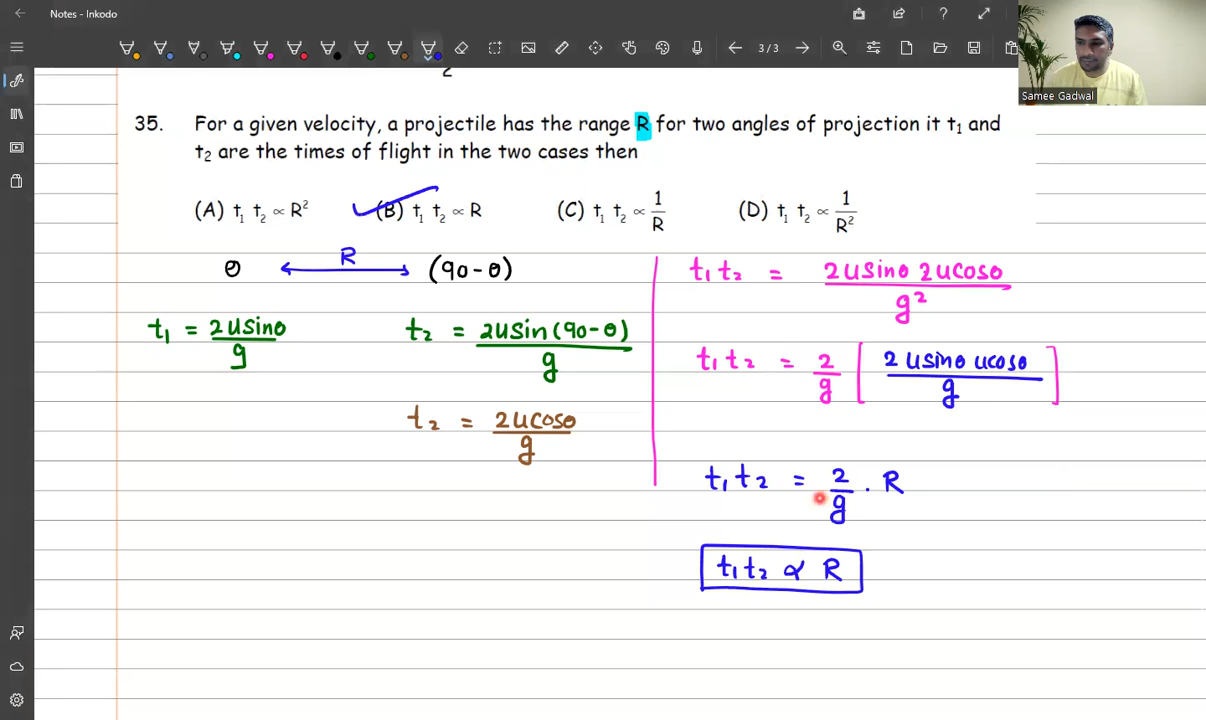 Notes - Inkodo
3 / 3
Samee Gadwal
2
35. For a given velocity, a projectile has the range R for two angles of projection it t₁ and
t₂ are the times of flight in the two cases then
(A) t₁ t₂ ∝ R² (B) t₁ t₂ ∝ R (C) t₁ t₂ ∝ 1/R (D) t₁ t₂ ∝ 1/R²
θ R (90-θ)
t₁ = 2usinθ/g t₂ = 2usin(90-θ)/g
t₂ = 2ucosθ/g
t₁t₂ = 2usinθ 2ucosθ/g²
t₁t₂ = 2/g [2usinθ ucosθ/g]
t₁t₂ = 2/g . R
t₁t₂ ∝ R